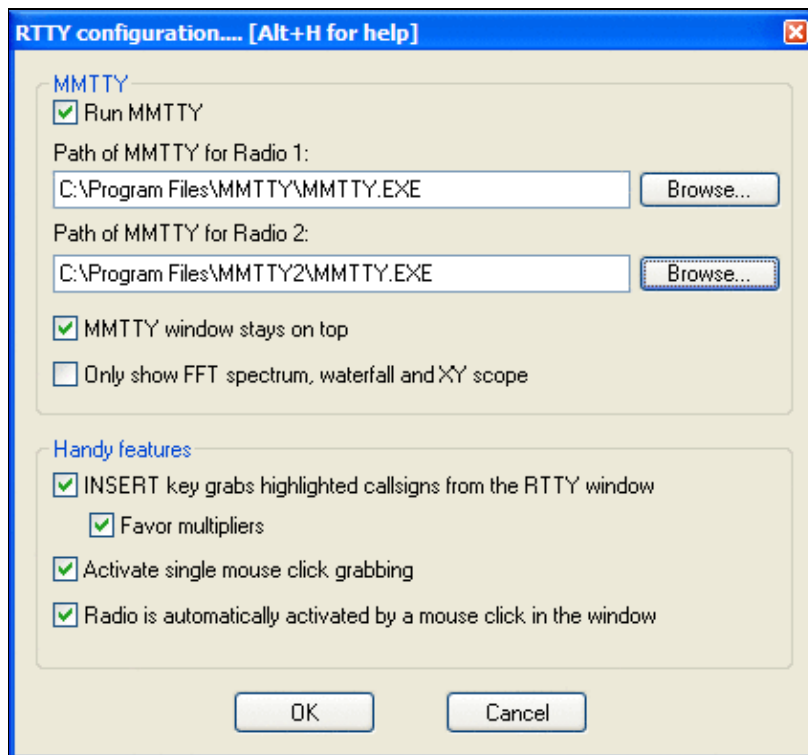 RTTY configuration.... [Alt+H for help]
MMTTY
Run MMTTY
Path of MMTTY for Radio 1:
C:\Program Files\MMTTY\MMTTY.EXE
Browse...
Path of MMTTY for Radio 2:
C:\Program Files\MMTTY2\MMTTY.EXE
Browse...
MMTTY window stays on top
Only show FFT spectrum, waterfall and XY scope
Handy features
INSERT key grabs highlighted callsigns from the RTTY window
Favor multipliers
Activate single mouse click grabbing
Radio is automatically activated by a mouse click in the window
OK
Cancel